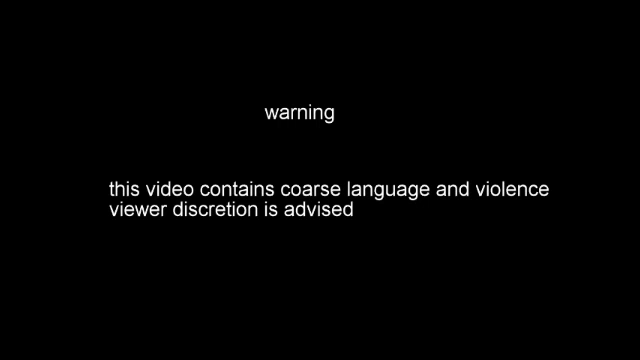 warning
this video contains coarse language and violence
viewer discretion is advised